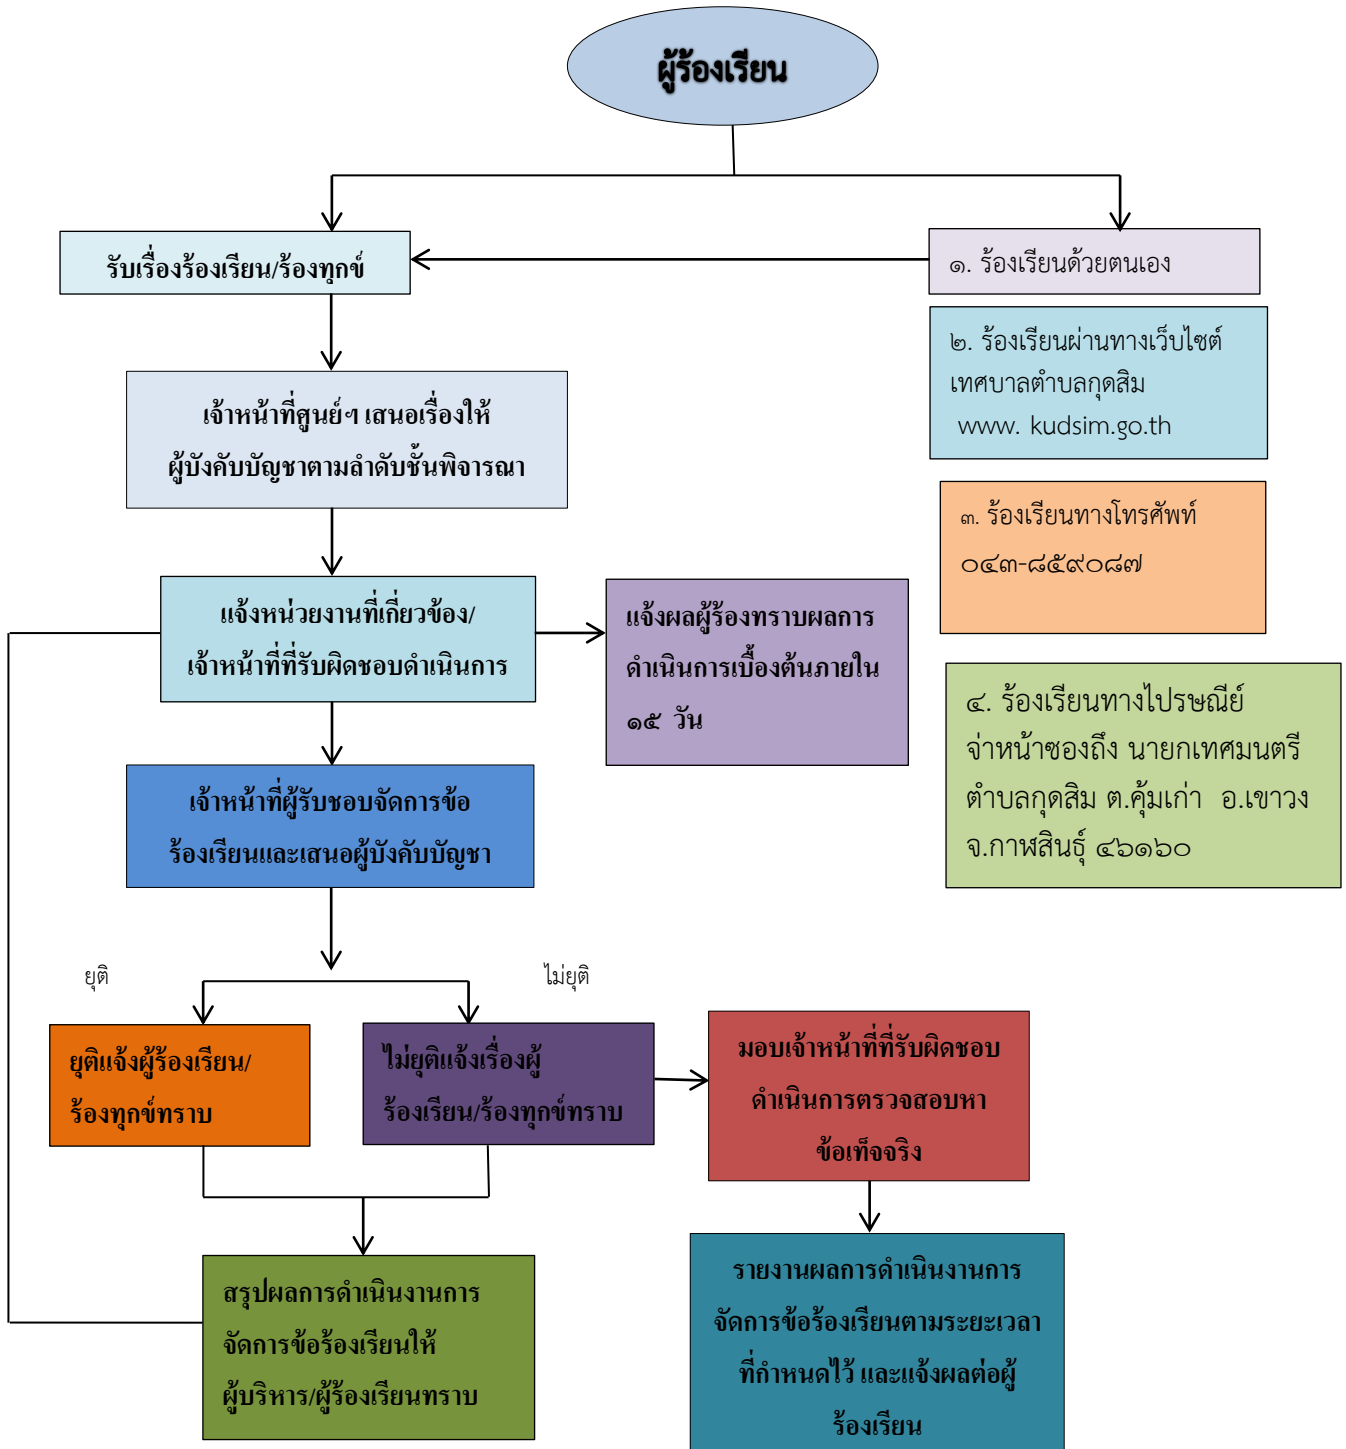 ผู้ร้องเรียน
รับเรื่องร้องเรียน/ร้องทุกข์
๑. ร้องเรียนด้วยตนเอง
๒. ร้องเรียนผ่านทางเว็บไซต์
เทศบาลตำบลกุดสิม
www. kudsim.go.th
เจ้าหน้าที่ศูนย์ฯ เสนอเรื่องให้
ผู้บังคับบัญชาตามลำดับชั้นพิจารณา
๓. ร้องเรียนทางโทรศัพท์
๐๔๓-๘๕๙๐๘๗
แจ้งหน่วยงานที่เกี่ยวข้อง/
เจ้าหน้าที่ที่รับผิดชอบดำเนินการ
แจ้งผลผู้ร้องทราบผลการ
ดำเนินการเบื้องต้นภายใน
๑๕ วัน
๔. ร้องเรียนทางไปรษณีย์
จ่าหน้าซองถึง นายกเทศมนตรี
ตำบลกุดสิม ต.คุ้มเก่า อ.เขาวง
จ.กาฬสินธุ์ ๔๖๑๖๐
เจ้าหน้าที่ผู้รับชอบจัดการข้อ
ร้องเรียนและเสนอผู้บังคับบัญชา
ยุติ
ไม่ยุติ
ยุติแจ้งผู้ร้องเรียน/
ร้องทุกข์ทราบ
ไม่ยุติแจ้งเรื่องผู้
ร้องเรียน/ร้องทุกข์ทราบ
มอบเจ้าหน้าที่ที่รับผิดชอบ
ดำเนินการตรวจสอบหา
ข้อเท็จจริง
สรุปผลการดำเนินงานการ
จัดการข้อร้องเรียนให้
ผู้บริหาร/ผู้ร้องเรียนทราบ
รายงานผลการดำเนินงานการ
จัดการข้อร้องเรียนตามระยะเวลา
ที่กำหนดไว้ และแจ้งผลต่อผู้
ร้องเรียน